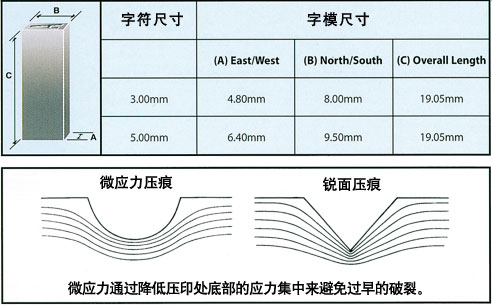 B
C
A
字符尺寸 字模尺寸
(A) East/West (B) North/South (C) Overall Length
3.00mm 4.80mm 8.00mm 19.05mm
5.00mm 6.40mm 9.50mm 19.05mm
微应力压痕 锐面压痕
微应力通过降低压印处底部的应力集中来避免过早的破裂。